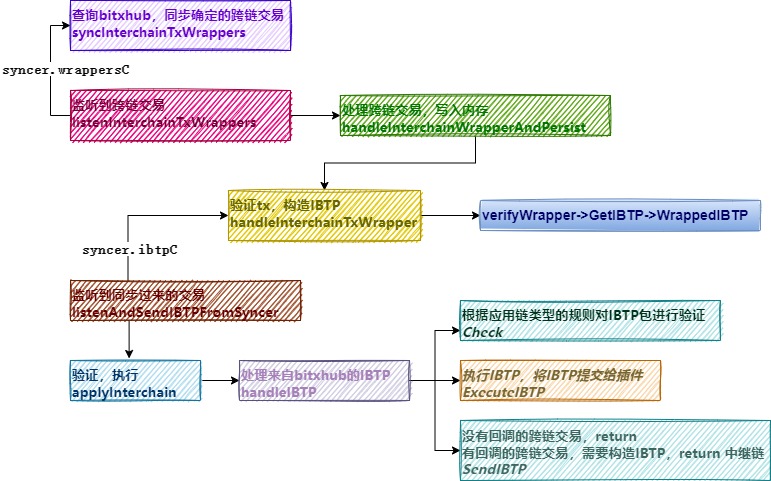 查询bitxhub，同步确定的跨链交易
syncInterchainTxWrappers
syncer.wrappersC
监听到跨链交易
listenInterchainTxWrappers
处理跨链交易，写入内存
handleInterchainWrapperAndPersist
验证tx，构造IBTP
handleInterchainTxWrapper
verifyWrapper->GetIBTP->WrappedIBTP
syncer.ibtpC
监听到同步过来的交易
listenAndSendIBTPFromSyncer
根据应用链类型的规则对IBTP包进行验证
Check
验证，执行
applyInterchain
处理来自bitxhub的IBTP
handleIBTP
执行IBTP，将IBTP提交给插件
ExecuteIBTP
没有回调的跨链交易，return
有回调的跨链交易，需要构造IBTP，return 中继链
SendIBTP